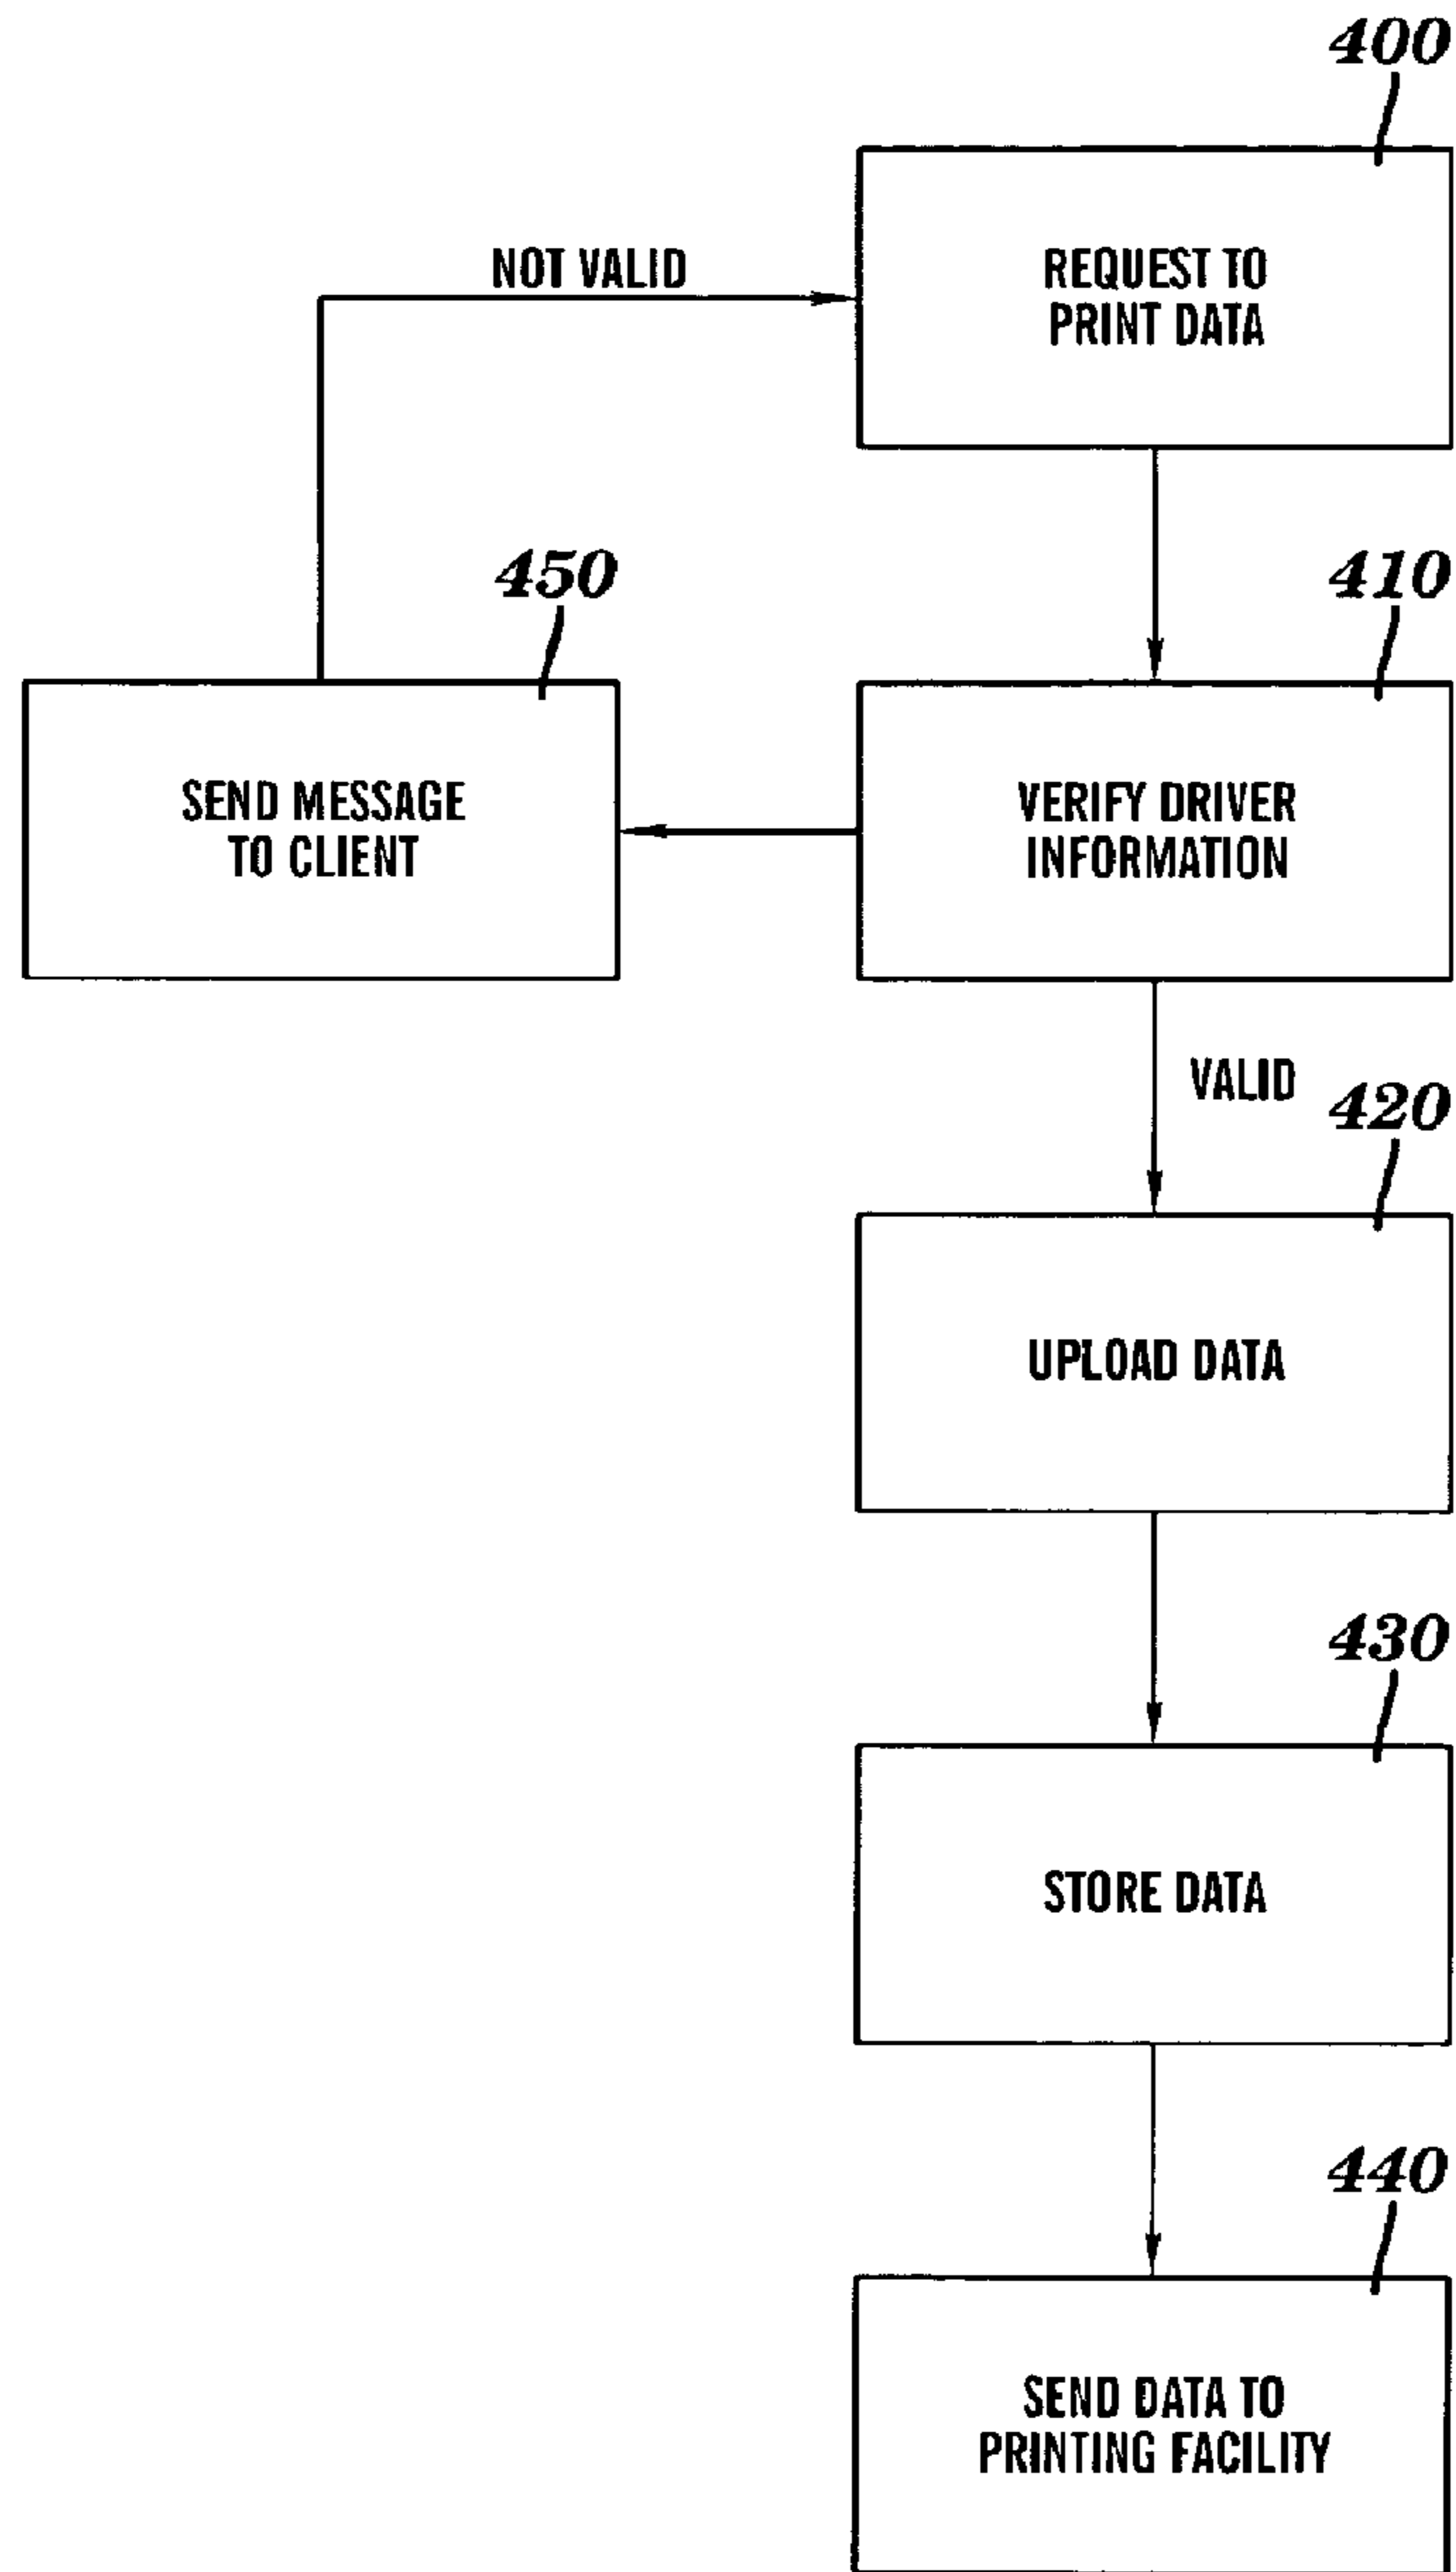 400
NOT VALID
REQUEST TO
PRINT DATA
450
410
SEND MESSAGE
TO CLIENT
VERIFY DRIVER
INFORMATION
VALID
420
UPLOAD DATA
430
STORE DATA
440
SEND DATA TO
PRINTING FACILITY